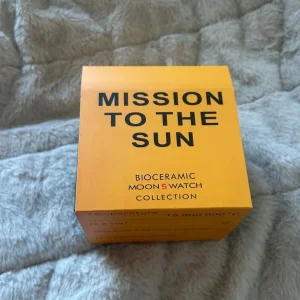 MISSION
TO THE
SUN
BIOCERAMIC
MOONSWATCH
COLLECTION